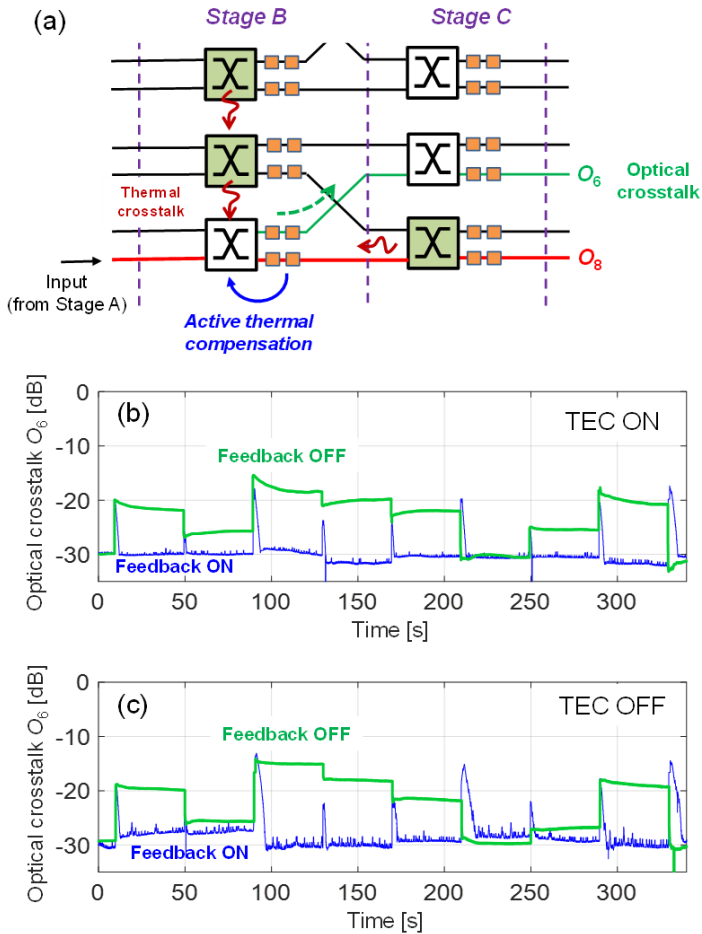 (a)
Stage B
Stage C
Thermal
crosstalk
O6
Optical
crosstalk
O8
Input
(from Stage A)
Active thermal
compensation
(b)
TEC ON
Feedback OFF
Feedback ON
Optical crosstalk O6 [dB]
0
-10
-20
-30
0
50
100
150
200
250
300
Time [s]
(c)
TEC OFF
Feedback OFF
Feedback ON
Optical crosstalk O6 [dB]
0
-10
-20
-30
0
50
100
150
200
250
300
Time [s]